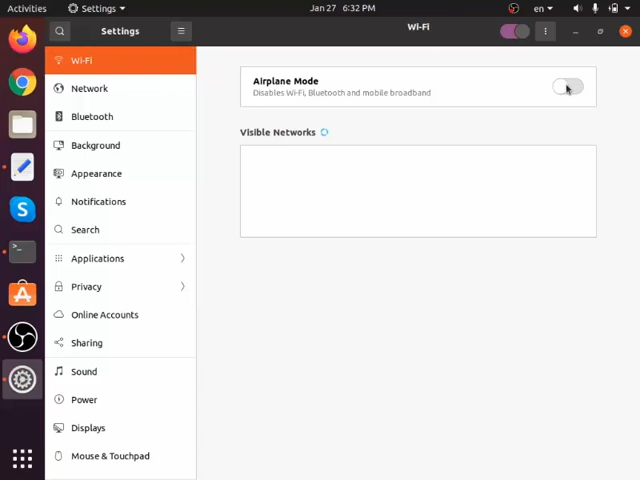 Activities
Settings
Jan 27 6:32 PM
en
Settings
Wi-Fi
Wi-Fi
Network
Bluetooth
Background
Appearance
Notifications
Search
Applications
Privacy
Online Accounts
Sharing
Sound
Power
Displays
Mouse & Touchpad
Airplane Mode
Disables Wi-Fi, Bluetooth and mobile broadband
Visible Networks